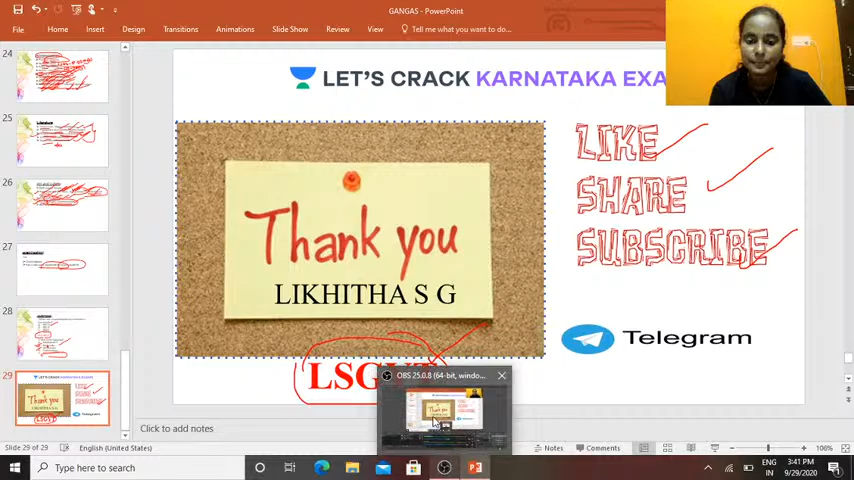 GANGAS - PowerPoint
File Home Insert Design Transitions Animations Slide Show Review View Tell me what you want to do...
24
25
26
27
28
29
LET'S CRACK KARNATAKA EXA
Thank you
LIKHITHA S G
LIKE
SHARE
SUBSCRIBE
Telegram
OBS 25.0.8 (64-bit, windo...
Click to add notes
Slide 29 of 29 English (United States) Notes Comments 106%
Type here to search
ENG
IN
3:41 PM
9/29/2020